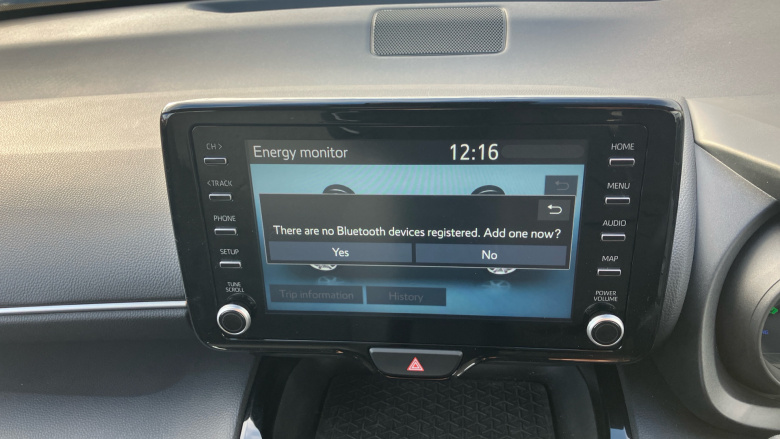 CH >
< TRACK
PHONE
SETUP
TUNE
SCROLL
Energy monitor 12:16
There are no Bluetooth devices registered. Add one now?
Yes No
Trip information History
HOME
MENU
AUDIO
MAP
POWER
VOLUME